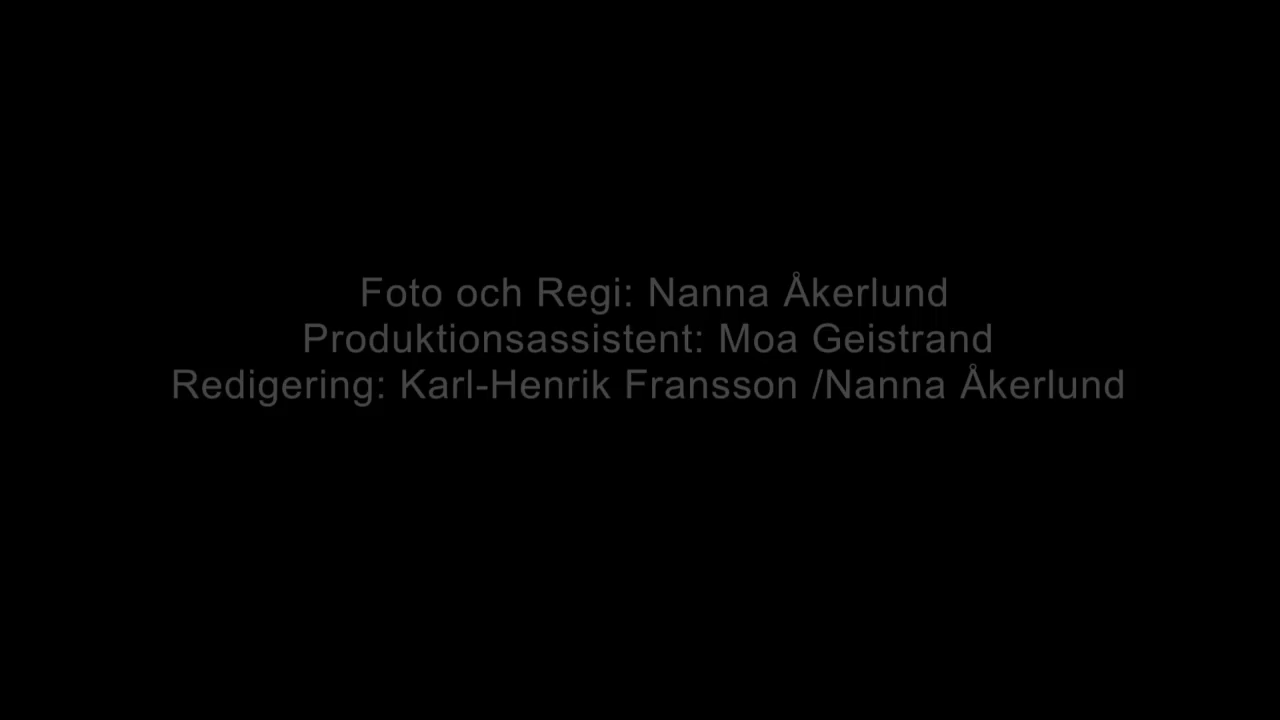 Foto och Regi: Nanna Åkerlund
Produktionsassistent: Moa Geistrand
Redigering: Karl-Henrik Fransson /Nanna Åkerlund